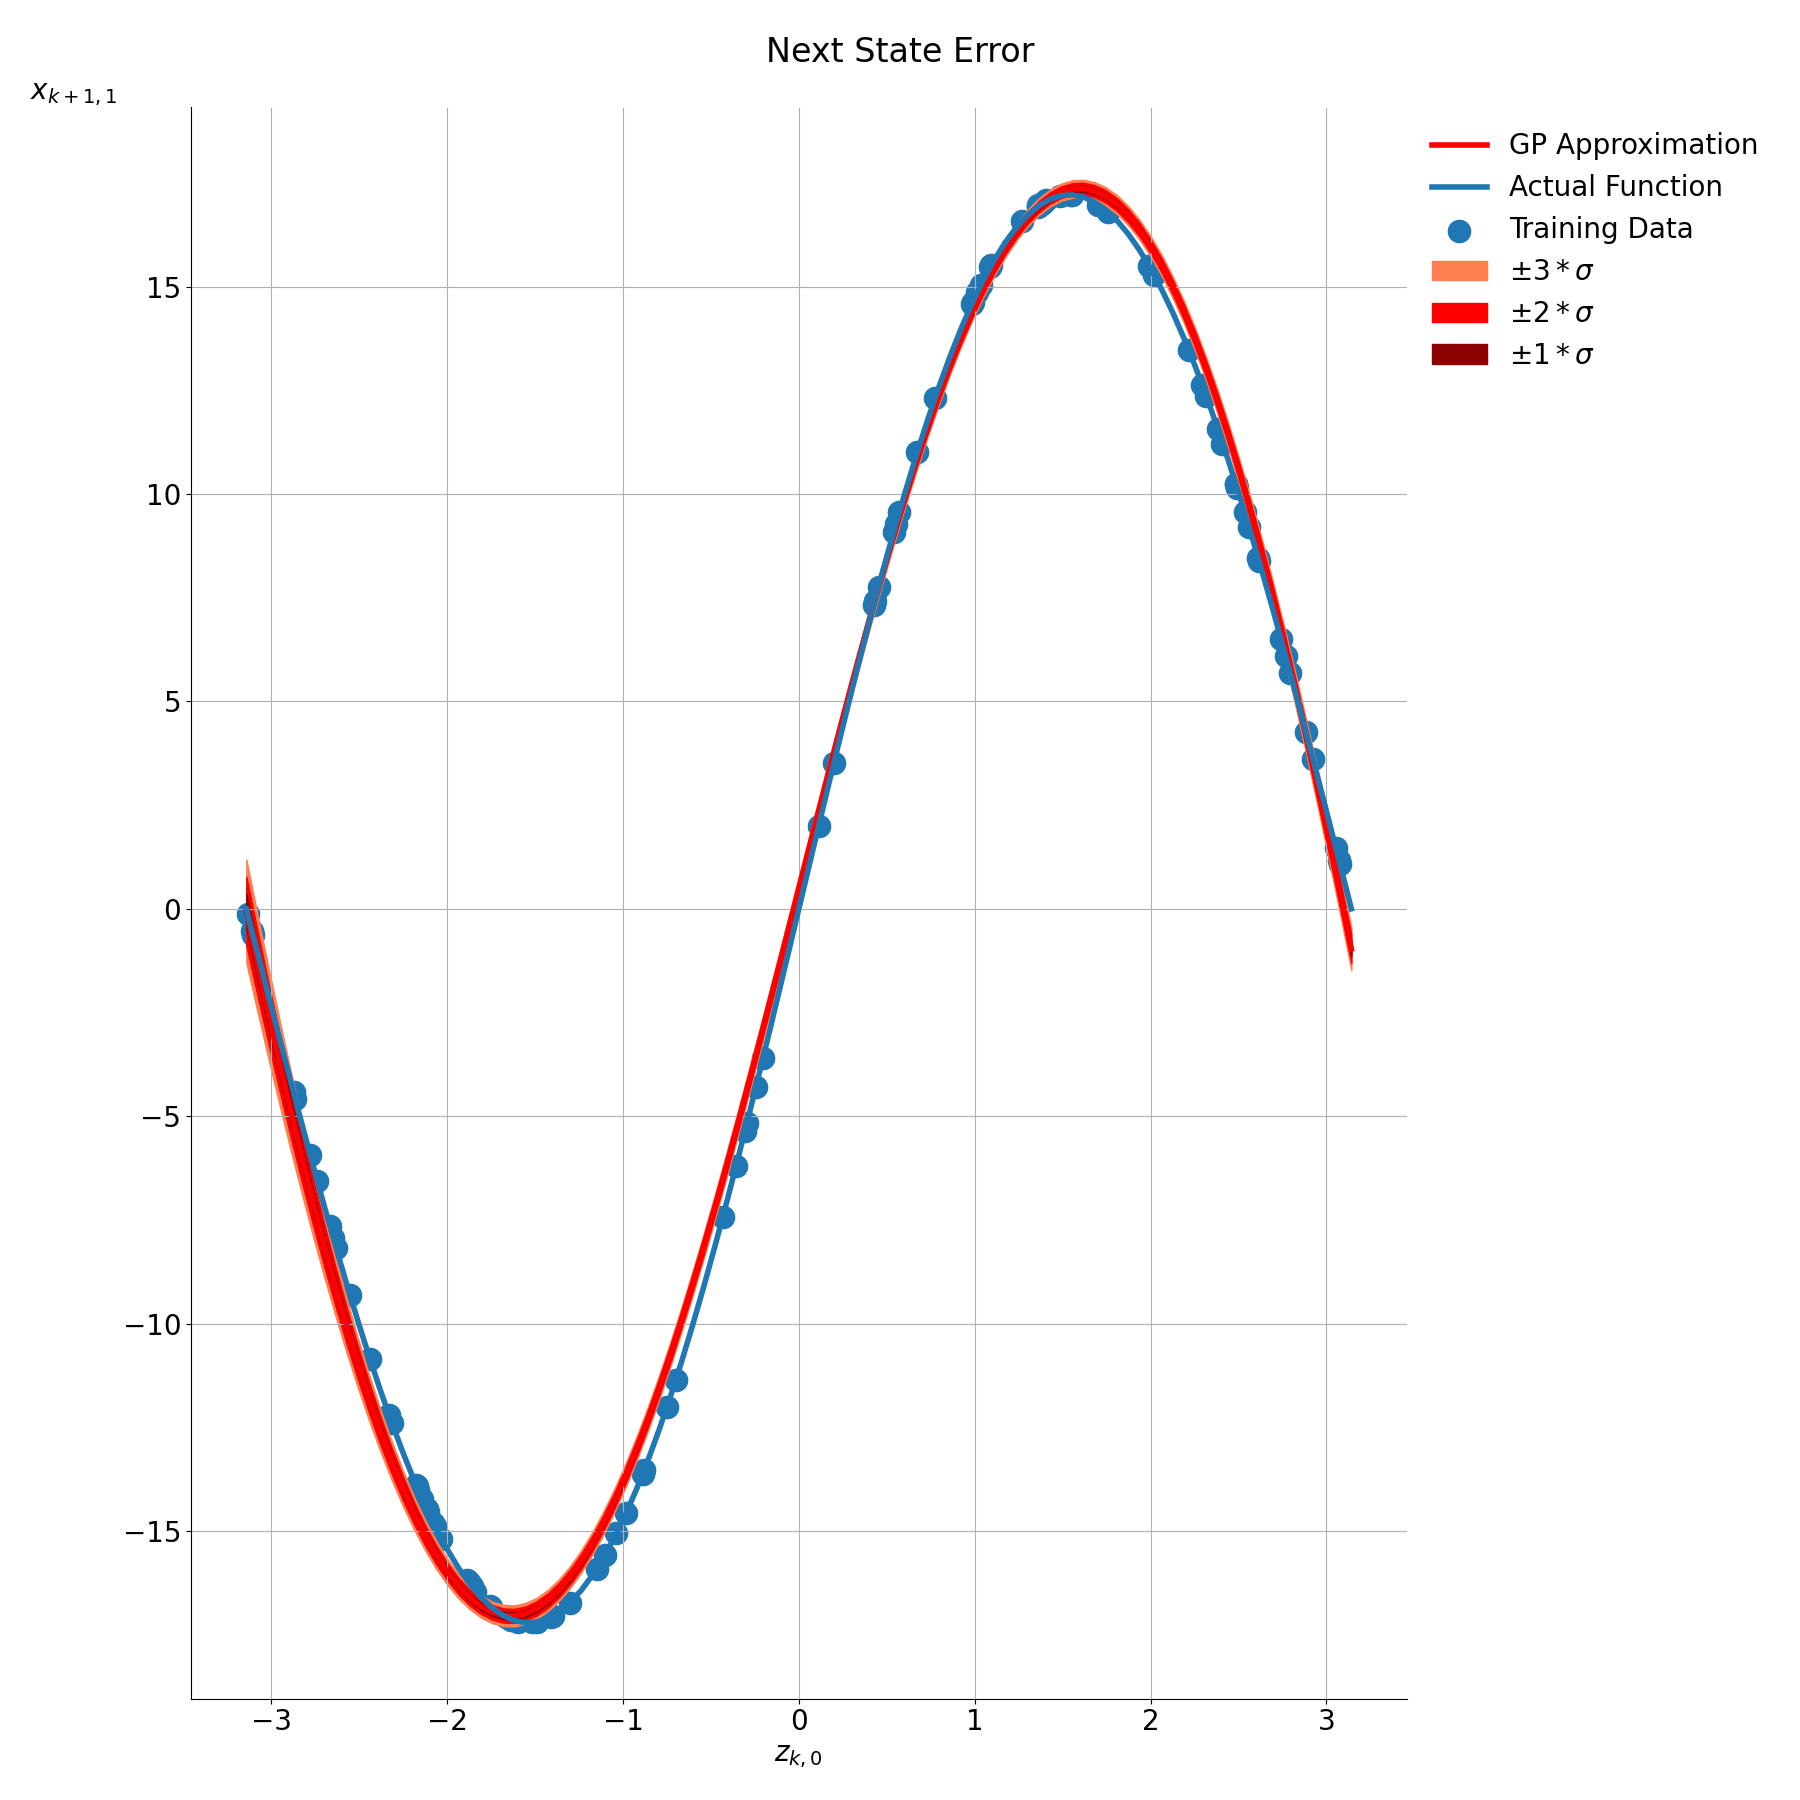 Next State Error
x_{k+1,1}
GP Approximation
Actual Function
Training Data
±3 * σ
±2 * σ
±1 * σ
15
10
5
0
−5
−10
−15
−3 −2 −1 0 1 2 3
z_{k,0}